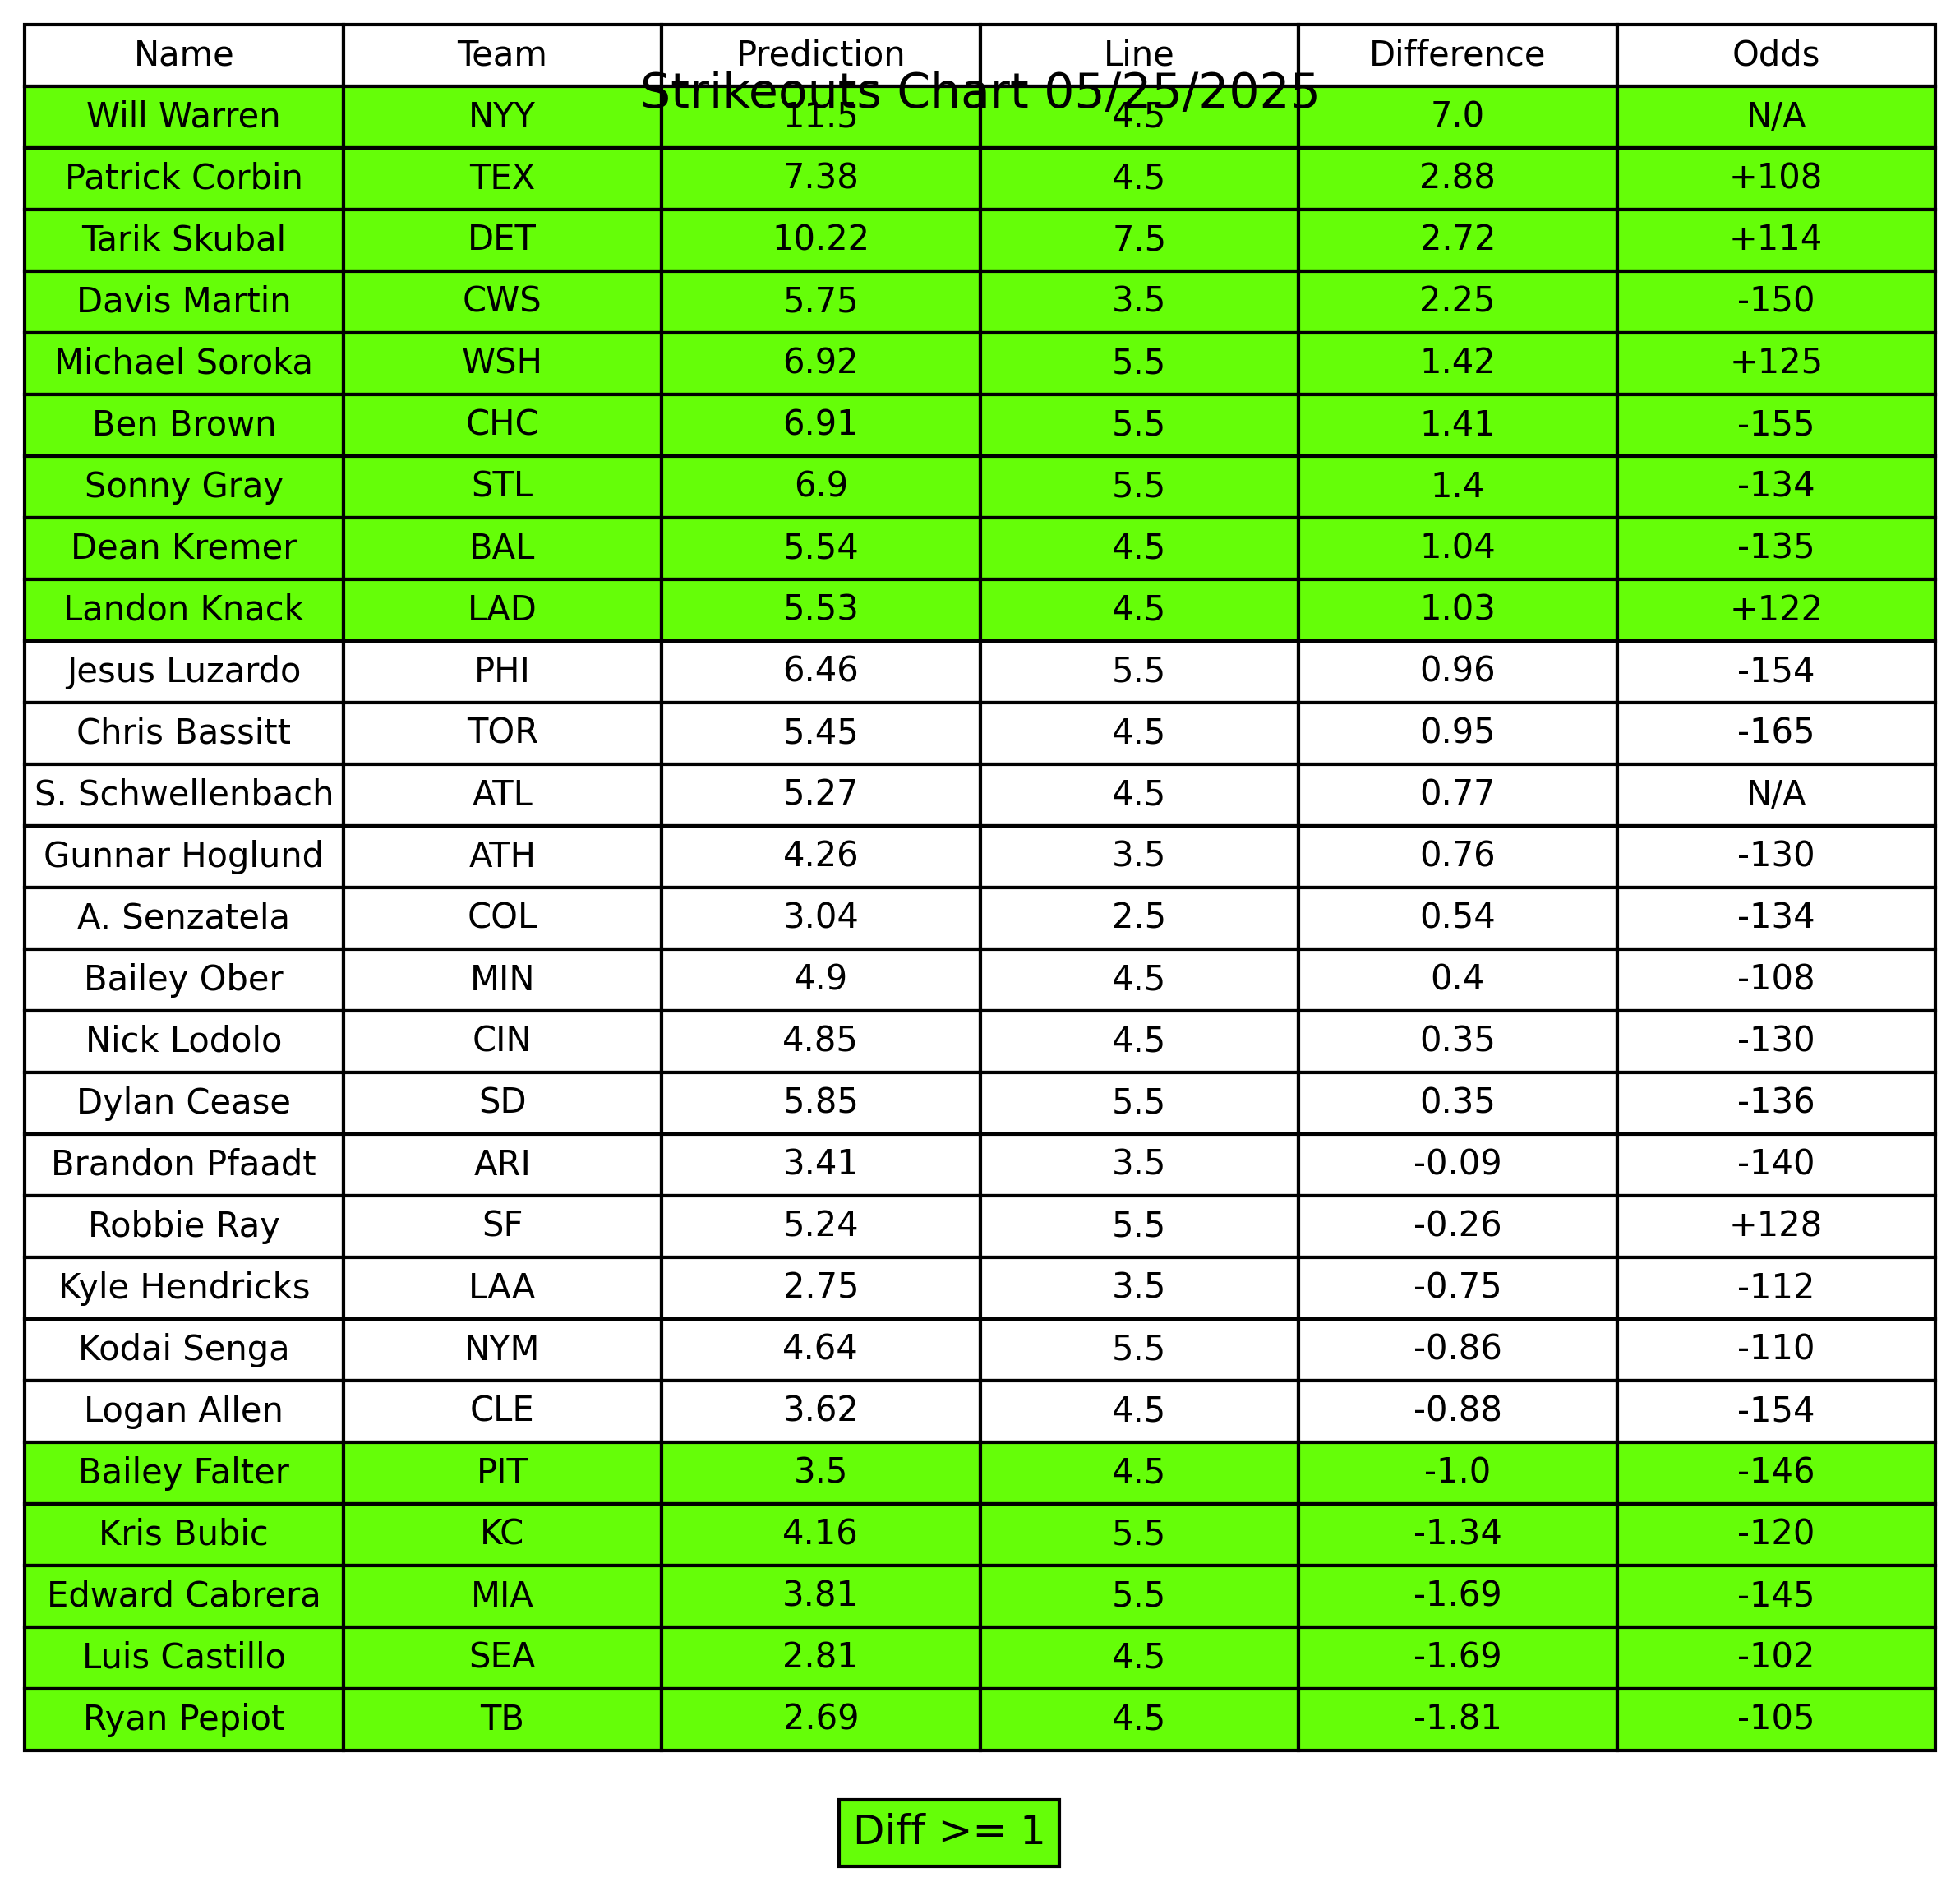 Name Team Prediction Line Difference Odds
Strikeouts Chart 05/25/2025
Will Warren NYY 11.5 4.5 7.0 N/A
Patrick Corbin TEX 7.38 4.5 2.88 +108
Tarik Skubal DET 10.22 7.5 2.72 +114
Davis Martin CWS 5.75 3.5 2.25 -150
Michael Soroka WSH 6.92 5.5 1.42 +125
Ben Brown CHC 6.91 5.5 1.41 -155
Sonny Gray STL 6.9 5.5 1.4 -134
Dean Kremer BAL 5.54 4.5 1.04 -135
Landon Knack LAD 5.53 4.5 1.03 +122
Jesus Luzardo PHI 6.46 5.5 0.96 -154
Chris Bassitt TOR 5.45 4.5 0.95 -165
S. Schwellenbach ATL 5.27 4.5 0.77 N/A
Gunnar Hoglund ATH 4.26 3.5 0.76 -130
A. Senzatela COL 3.04 2.5 0.54 -134
Bailey Ober MIN 4.9 4.5 0.4 -108
Nick Lodolo CIN 4.85 4.5 0.35 -130
Dylan Cease SD 5.85 5.5 0.35 -136
Brandon Pfaadt ARI 3.41 3.5 -0.09 -140
Robbie Ray SF 5.24 5.5 -0.26 +128
Kyle Hendricks LAA 2.75 3.5 -0.75 -112
Kodai Senga NYM 4.64 5.5 -0.86 -110
Logan Allen CLE 3.62 4.5 -0.88 -154
Bailey Falter PIT 3.5 4.5 -1.0 -146
Kris Bubic KC 4.16 5.5 -1.34 -120
Edward Cabrera MIA 3.81 5.5 -1.69 -145
Luis Castillo SEA 2.81 4.5 -1.69 -102
Ryan Pepiot TB 2.69 4.5 -1.81 -105
Diff >= 1